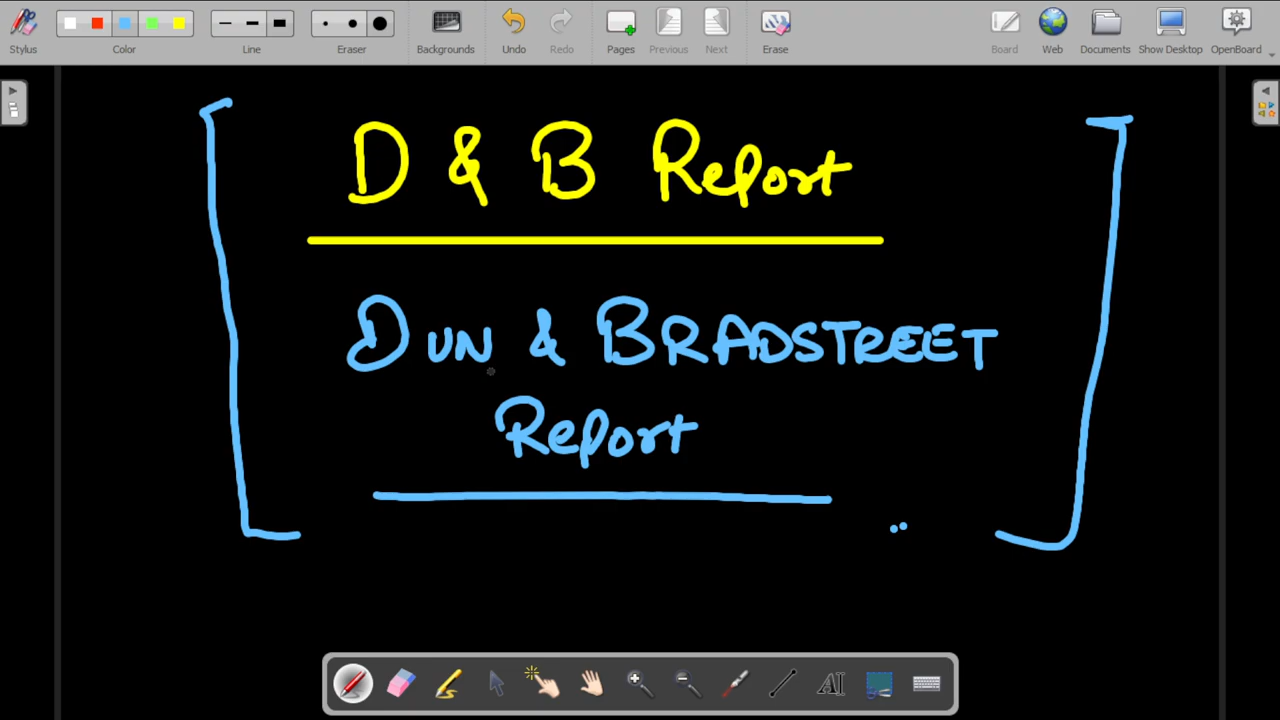 Stylus
Color
Line
Eraser
Backgrounds
Undo
Redo
Pages
Previous
Next
Erase
Board
Web
Documents
Show Desktop
OpenBoard
D & B Report
DUN & BRADSTREET
Report
AI